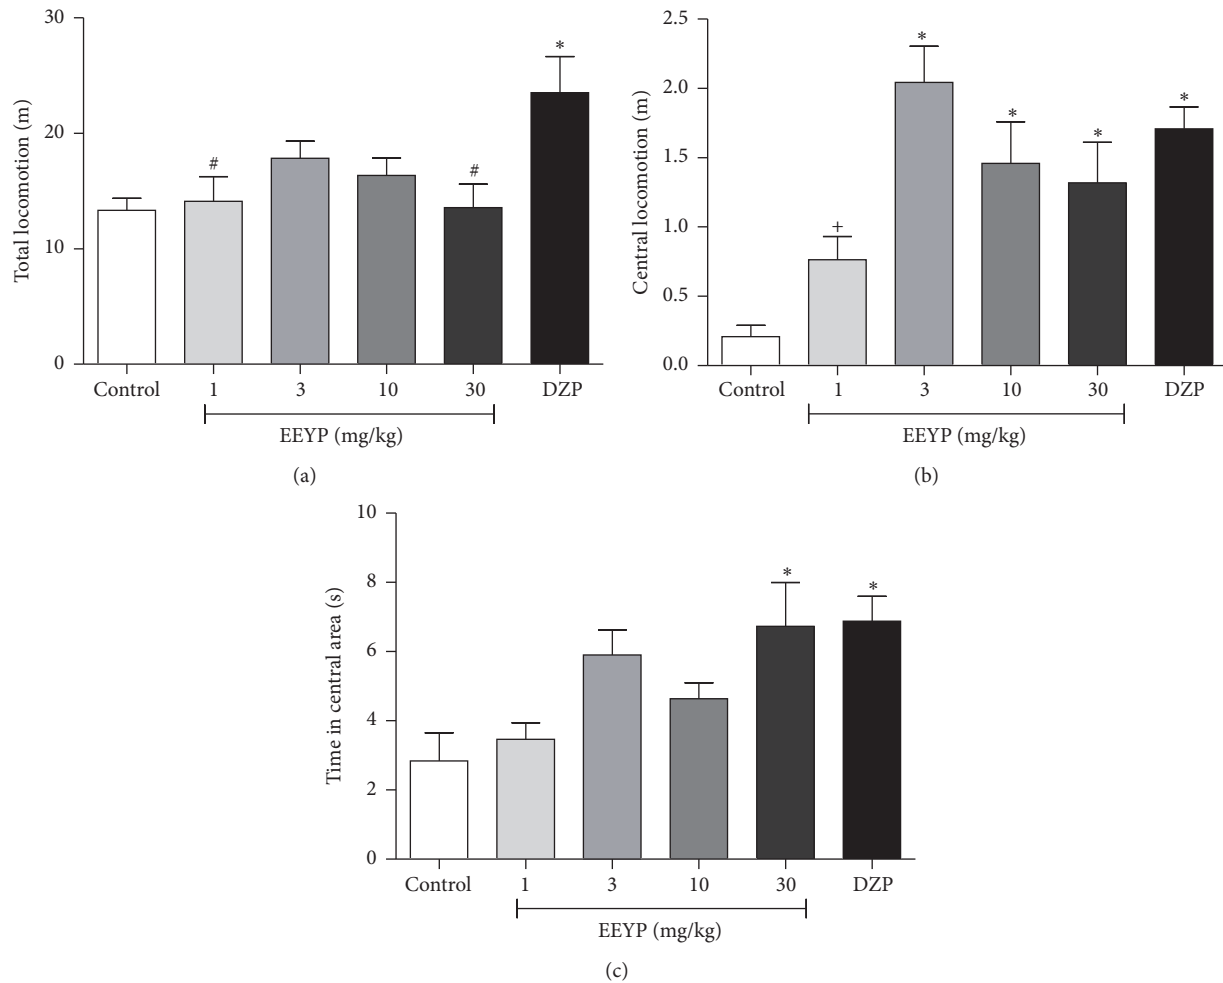 30
20
10
0
Total locomotion (m)
#
#
*
Control 1 3 10 30 DZP
EEYP (mg/kg)
(a)
2.5
2.0
1.5
1.0
0.5
0.0
Central locomotion (m)
+
*
*
*
*
Control 1 3 10 30 DZP
EEYP (mg/kg)
(b)
10
8
6
4
2
0
Time in central area (s)
*
*
Control 1 3 10 30 DZP
EEYP (mg/kg)
(c)